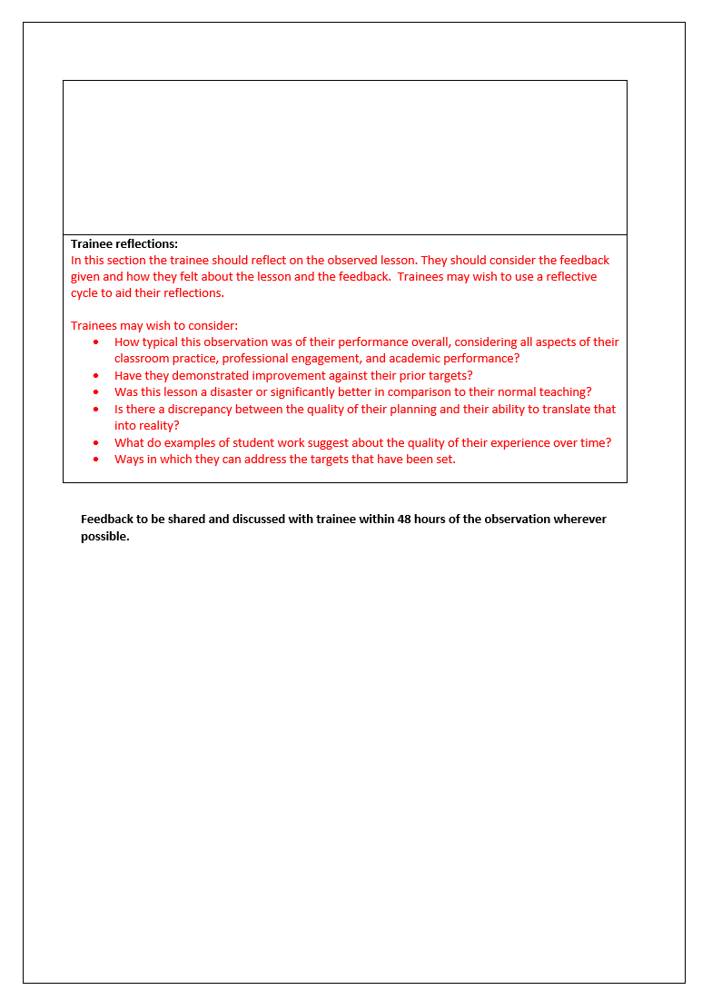 Trainee reflections:
In this section the trainee should reflect on the observed lesson. They should consider the feedback
given and how they felt about the lesson and the feedback.  Trainees may wish to use a reflective
cycle to aid their reflections.
Trainees may wish to consider:
• How typical this observation was of their performance overall, considering all aspects of their
classroom practice, professional engagement, and academic performance?
• Have they demonstrated improvement against their prior targets?
• Was this lesson a disaster or significantly better in comparison to their normal teaching?
• Is there a discrepancy between the quality of their planning and their ability to translate that
into reality?
• What do examples of student work suggest about the quality of their experience over time?
• Ways in which they can address the targets that have been set.
Feedback to be shared and discussed with trainee within 48 hours of the observation wherever
possible.